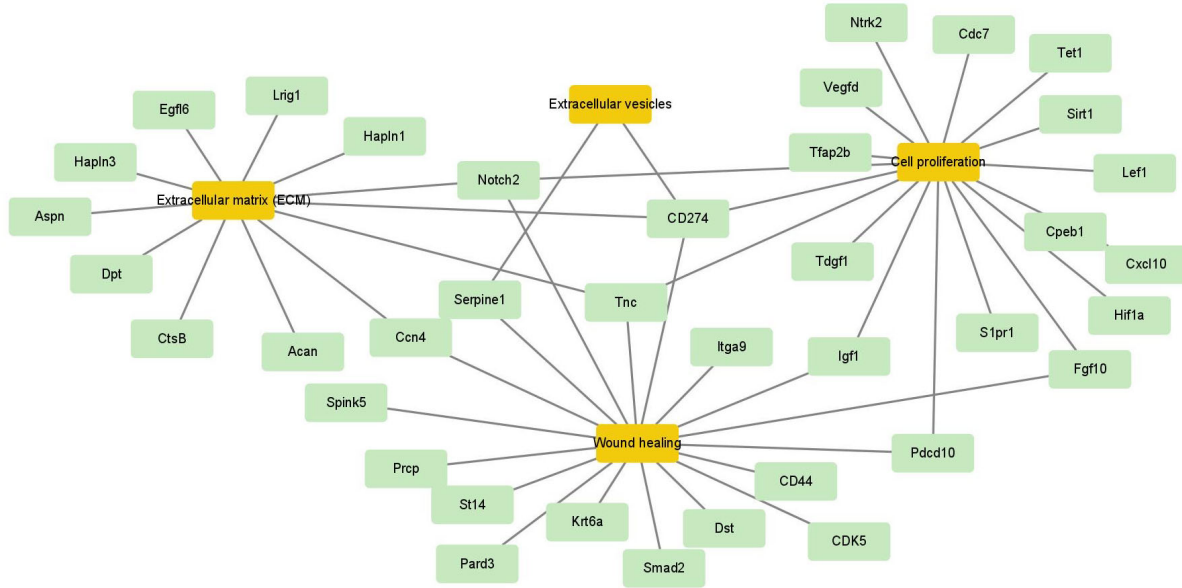 Ntrk2
Cdc7
Tet1
Lrig1
Egfl6
Extracellular vesicles
Vegfd
Sirt1
Hapln1
Hapln3
Tfap2b
Cell proliferation
Lef1
Notch2
Extracellular matrix (ECM)
Aspn
CD274
Cpeb1
Dpt
Tdgf1
Cxcl10
Serpine1
Tnc
Hif1a
CtsB
Acan
Ccn4
S1pr1
Itga9
Igf1
Fgf10
Spink5
Wound healing
Pdcd10
Prcp
CD44
St14
Krt6a
Dst
CDK5
Pard3
Smad2